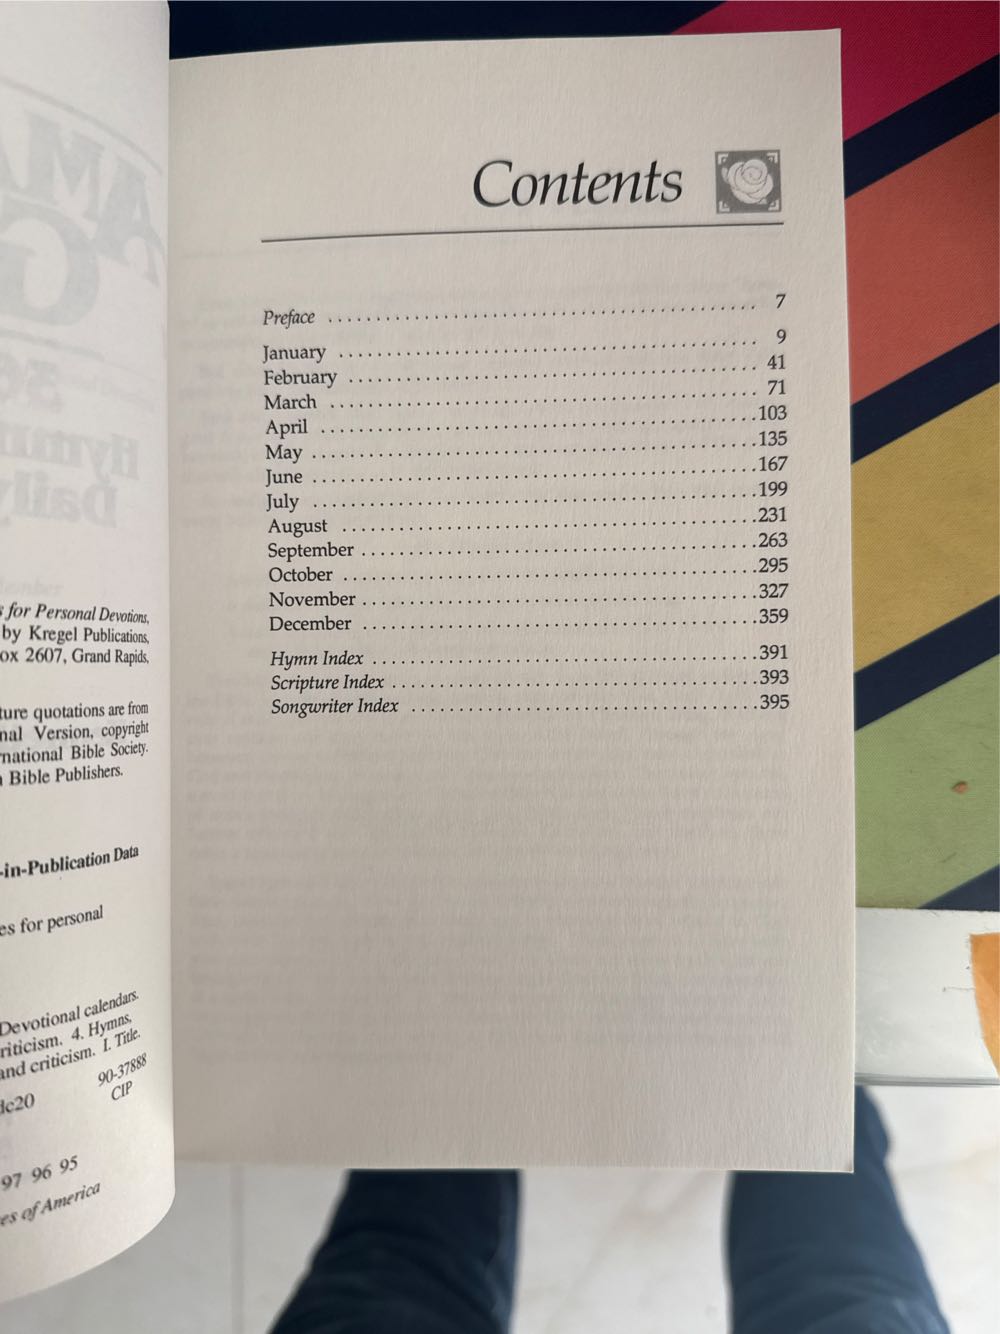 s for Personal Devotions,
by Kregel Publications,
ox 2607, Grand Rapids,
ture quotations are from
nal Version, copyright
rnational Bible Society.
n Bible Publishers.
-in-Publication Data
es for personal
Devotional calendars.
riticism. 4. Hymns,
and criticism. I. Title.
90-37888
dc20 CIP
97 96 95
es of America
Contents
Preface .......... 7
January .......... 9
February .......... 41
March .......... 71
April .......... 103
May .......... 135
June .......... 167
July .......... 199
August .......... 231
September .......... 263
October .......... 295
November .......... 327
December .......... 359
Hymn Index .......... 391
Scripture Index .......... 393
Songwriter Index .......... 395